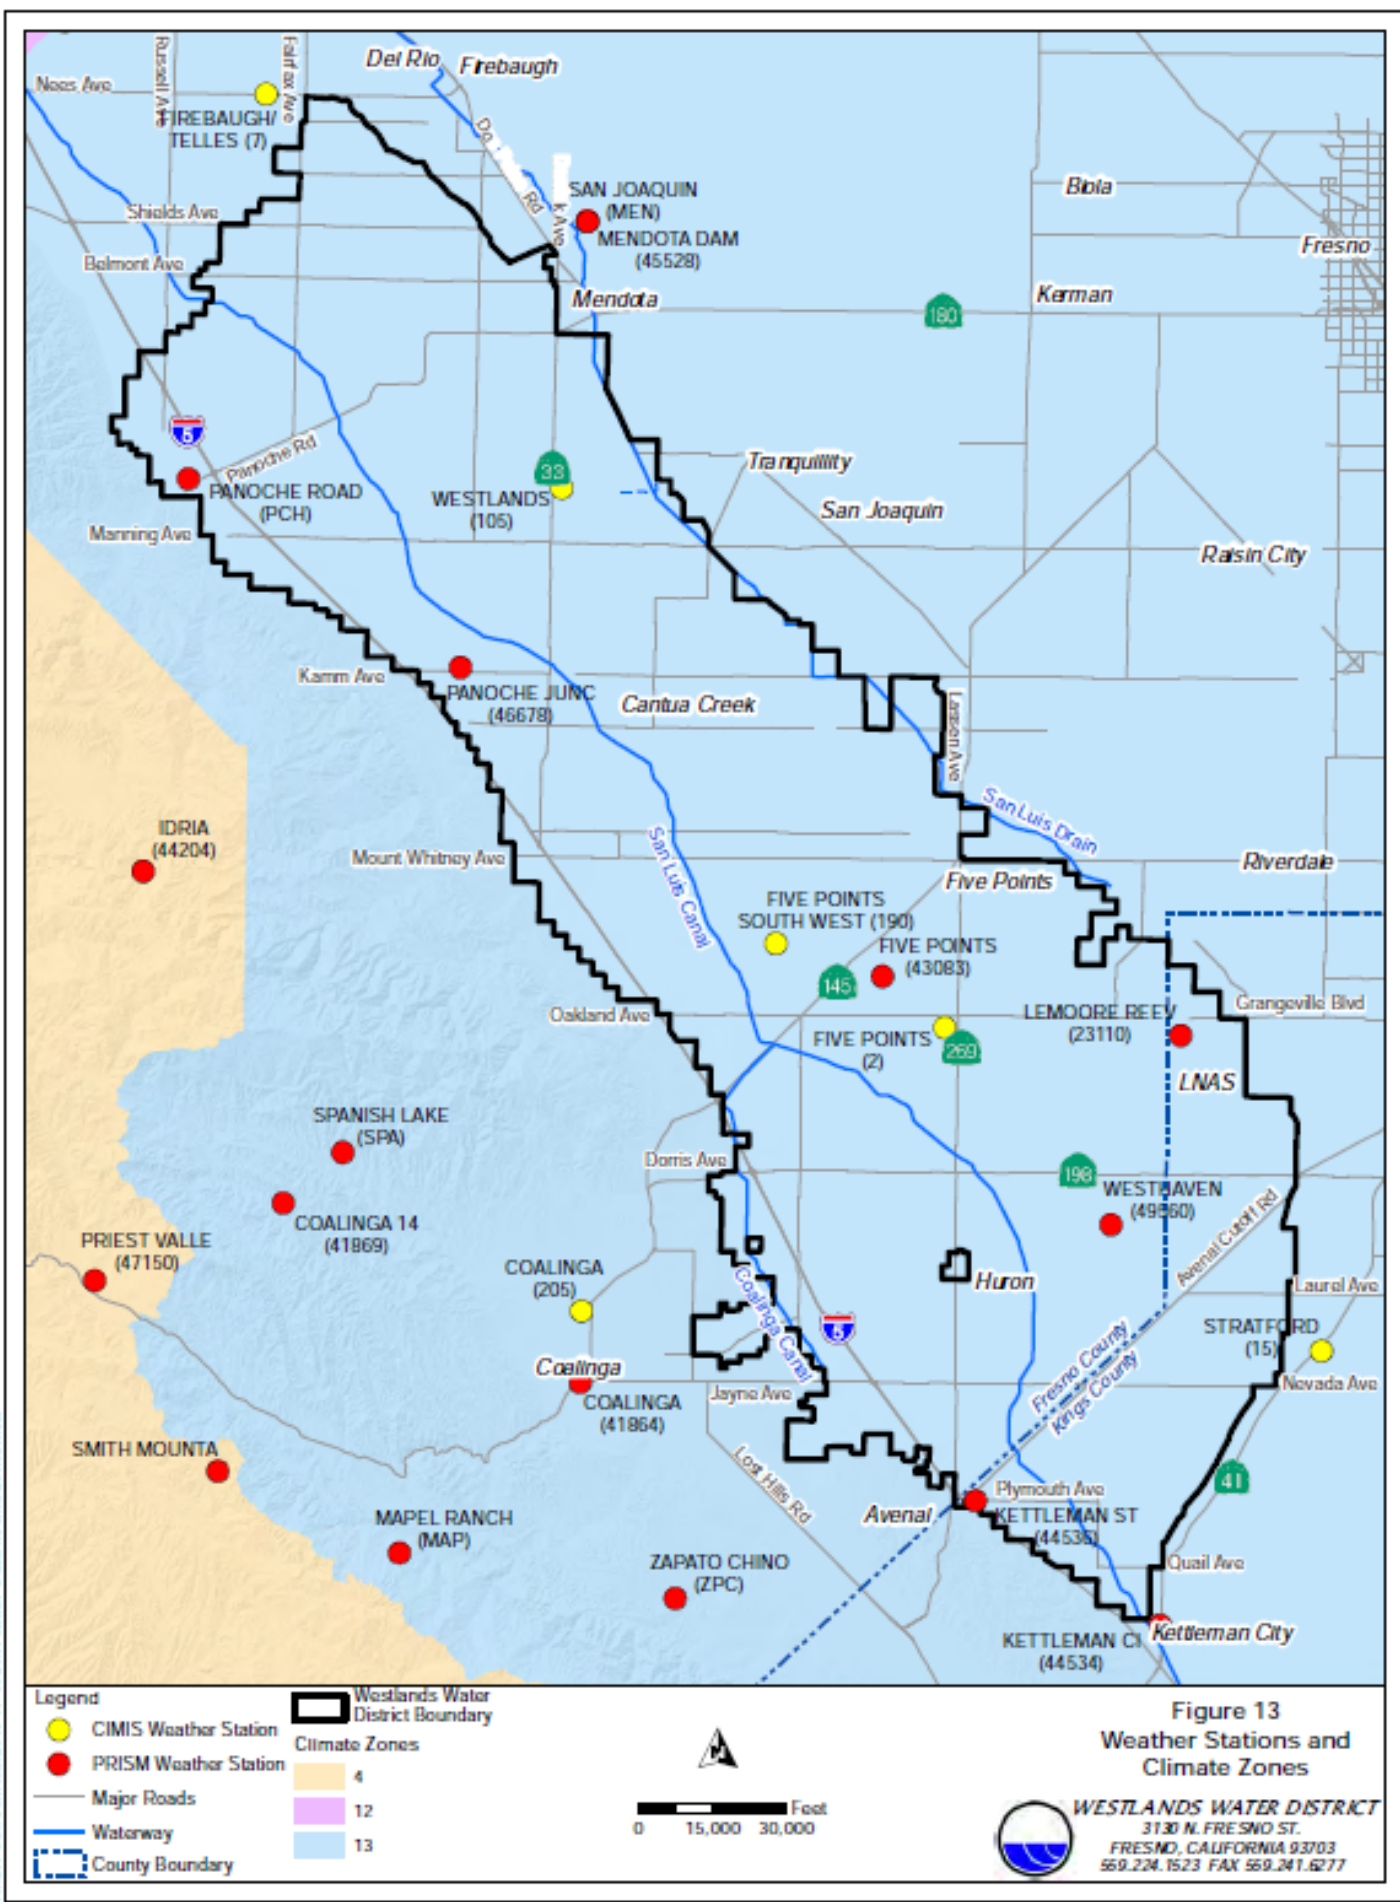 Del Rio
Firebaugh
Nees Ave
Russell Ave
Fairfax Ave
FIREBAUGH/
TELLES (7)
Rd
k Ave
SAN JOAQUIN
(MEN)
MENDOTA DAM
(45528)
Biola
Shields Ave
Fresno
Belmont Ave
Mendota
Kerman
180
5
Panoche Rd
PANOCHE ROAD
(PCH)
33
WESTLANDS
(105)
Tranquillity
San Joaquin
Manning Ave
Raisin City
Kamm Ave
PANOCHE JUNC
(46678)
Cantua Creek
Lassen Ave
San Luis Drain
IDRIA
(44204)
Mount Whitney Ave
San Luis Canal
Riverdale
Five Points
FIVE POINTS
SOUTH WEST (190)
FIVE POINTS
(43083)
145
Oakland Ave
Grangeville Blvd
LEMOORE REEV
(23110)
FIVE POINTS
(2)
269
LNAS
SPANISH LAKE
(SPA)
Dorris Ave
198
WESTHAVEN
(49560)
COALINGA 14
(41869)
PRIEST VALLE
(47150)
Avenal Cutoff Rd
COALINGA
(205)
Coalinga Canal
Huron
Laurel Ave
5
STRATFORD
(15)
Coalinga
Fresno County
Kings County
Nevada Ave
Jayne Ave
COALINGA
(41864)
SMITH MOUNTA
Lost Hills Rd
41
Plymouth Ave
MAPEL RANCH
(MAP)
Avenal
KETTLEMAN ST
(44536)
ZAPATO CHINO
(ZPC)
Quail Ave
KETTLEMAN CI
(44534)
Kettleman City
Legend
CIMIS Weather Station
PRISM Weather Station
Major Roads
Waterway
County Boundary
Westlands Water
District Boundary
Climate Zones
4
12
13
N
Feet
0 15,000 30,000
Figure 13
Weather Stations and
Climate Zones
WESTLANDS WATER DISTRICT
3130 N. FRESNO ST.
FRESNO, CALIFORNIA 93703
559.224.1523 FAX 559.241.6277